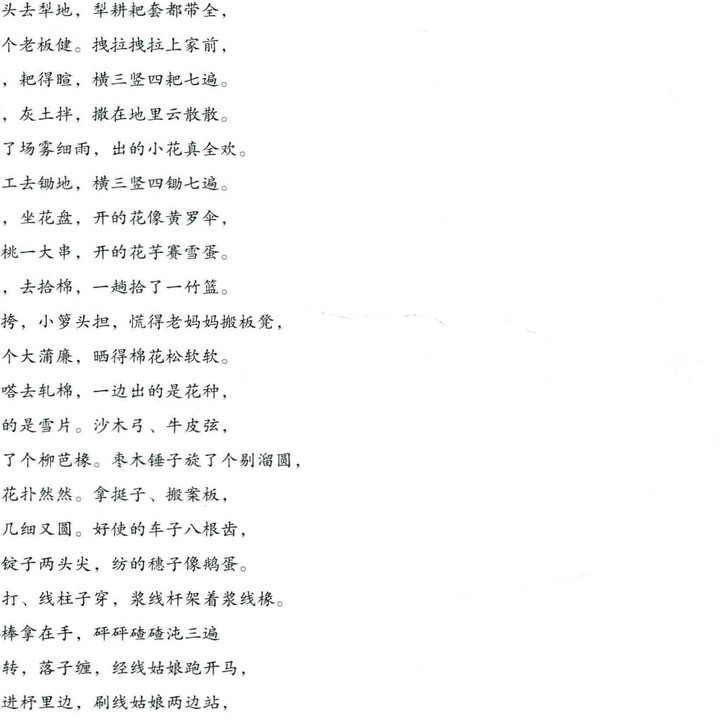 头去犁地，犁耕耙套都带全，
个老板健。拽拉拽拉上家前，
，耙得暄，横三竖四耙七遍。
，灰土拌，撒在地里云散散。
了场雾细雨，出的小花真全欢。
工去锄地，横三竖四锄七遍。
，坐花盘，开的花像黄罗伞，
桃一大串，开的花芋赛雪蛋。
，去拾棉，一趟拾了一竹篮。
挎，小箩头担，慌得老妈妈搬板凳，
个大蒲廉，晒得棉花松软软。
嗒去轧棉，一边出的是花种，
的是雪片。沙木弓、牛皮弦，
了个柳芭椽。枣木锤子旋了个剔溜圆，
花扑然然。拿挺子、搬案板，
几细又圆。好使的车子八根齿，
锭子两头尖，纺的穗子像鹅蛋。
打、线柱子穿，浆线杆架着浆线椽。
棒拿在手，砰砰碴碴沌三遍
转，落子缠，经线姑娘跑开马，
进杼里边，刷线姑娘两边站，